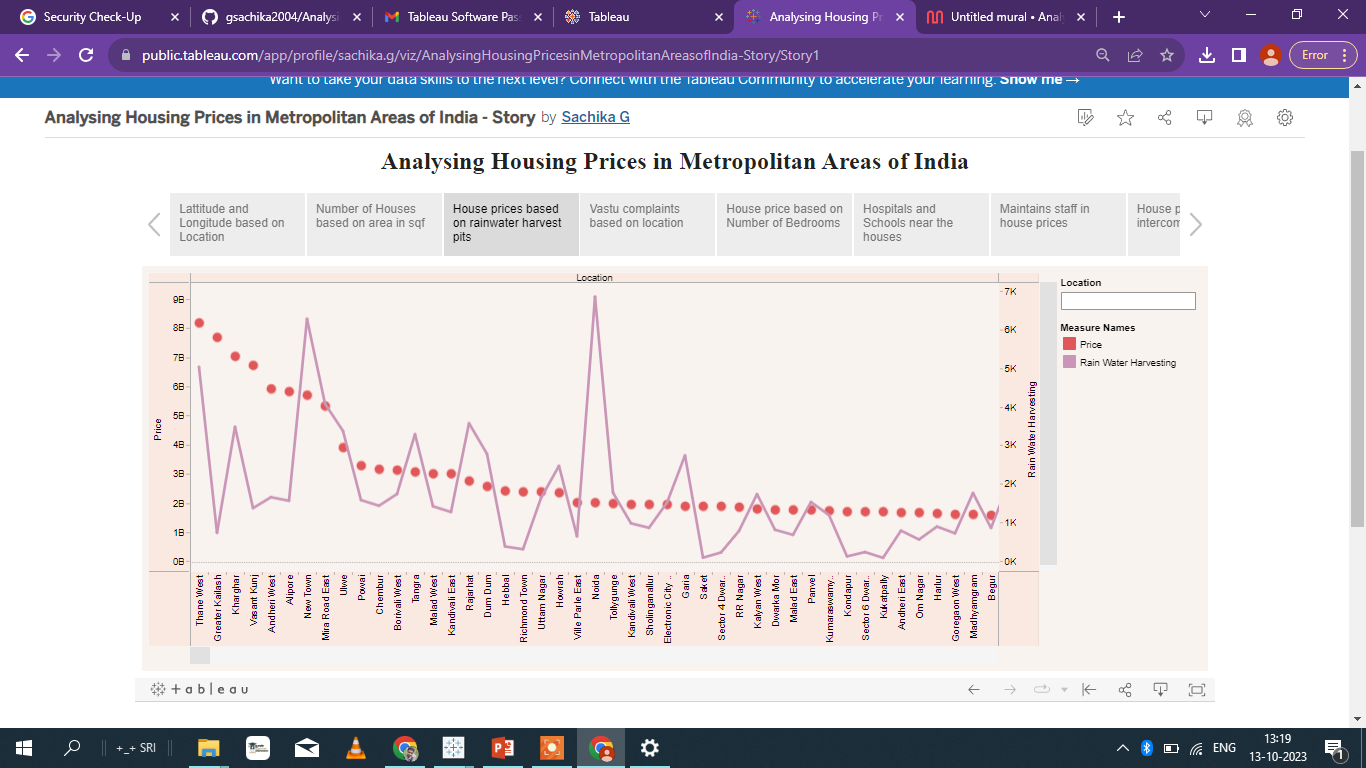 Security Check-Up
gsachika2004/Analysi
Tableau Software Pas
Tableau
Analysing Housing Pr
Untitled mural • Anal
public.tableau.com/app/profile/sachika.g/viz/AnalysingHousingPricesinMetropolitanAreasofIndia-Story/Story1
Error
Want to take your data skills to the next level? Connect with the Tableau Community to accelerate your learning. Show me →
Analysing Housing Prices in Metropolitan Areas of India - Story by Sachika G
Analysing Housing Prices in Metropolitan Areas of India
Lattitude and
Longitude based on
Location
Number of Houses
based on area in sqf
House prices based
on rainwater harvest
pits
Vastu complaints
based on location
House price based on
Number of Bedrooms
Hospitals and
Schools near the
houses
Maintains staff in
house prices
House p
intercom
Location
Price
9B
8B
7B
6B
5B
4B
3B
2B
1B
0B
7K
6K
5K
4K
3K
2K
1K
0K
Rain Water Harvesting
Thane West
Greater Kailash
Kharghar
Vasant Kunj
Andheri West
Alipore
New Town
Mira Road East
Ulwe
Powai
Chembur
Borivali West
Tangra
Malad West
Kandivali East
Rajarhat
Dum Dum
Hebbal
Richmond Town
Uttam Nagar
Howrah
Ville Parle East
Noida
Tollygunge
Kandivali West
Sholinganallur
Electronic City ..
Garia
Saket
Sector 4 Dwar..
RR Nagar
Kalyan West
Dwarka Mor
Malad East
Panvel
Kumaraswamy..
Kondapur
Sector 6 Dwar..
Kukatpally
Andheri East
Om Nagar
Harlur
Goregaon West
Madhyamgram
Begur
Location
Measure Names
Price
Rain Water Harvesting
+ a b | e a u
+_+ SRI
ENG
13:19
13-10-2023
1